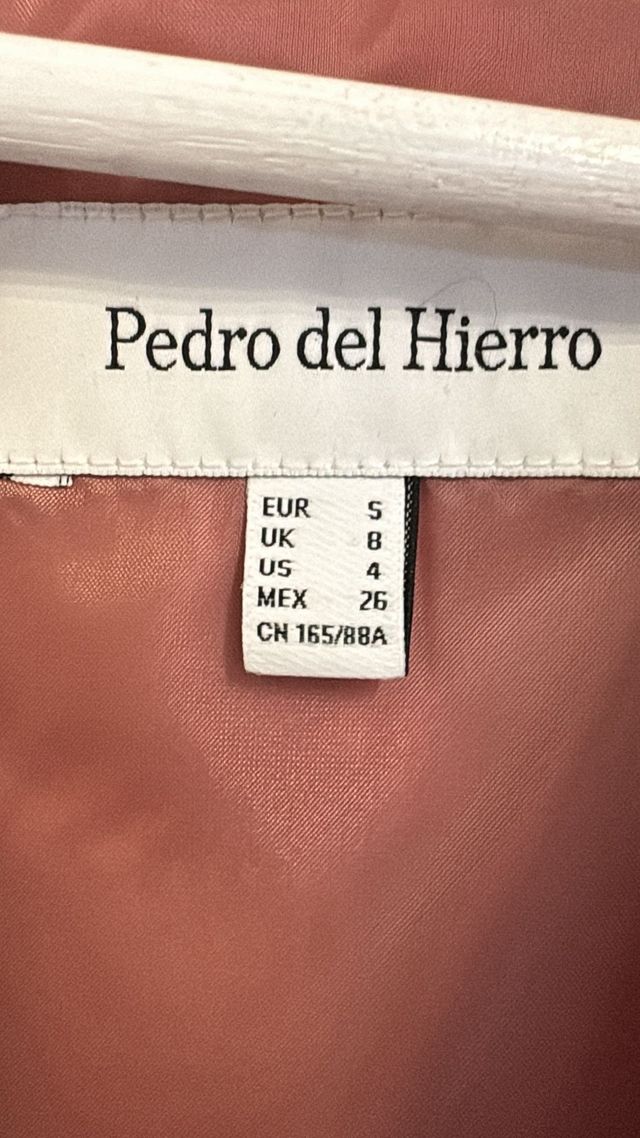 Pedro del Hierro
EUR S
UK 8
US 4
MEX 26
CN 165/88A